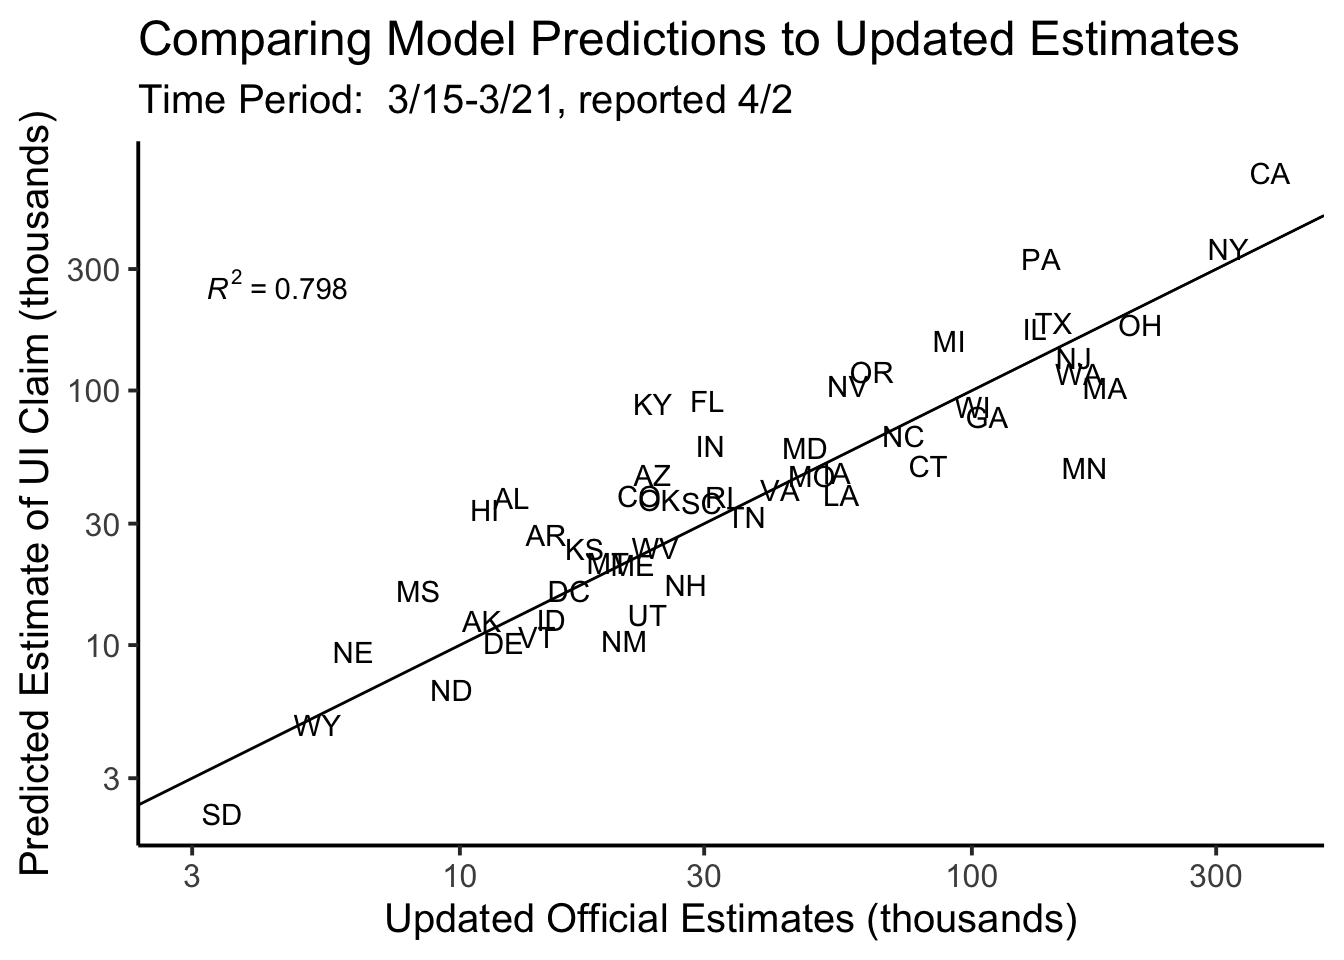 Comparing Model Predictions to Updated Estimates
Time Period:  3/15-3/21, reported 4/2
Predicted Estimate of UI Claim (thousands)
300
100
30
10
3
R² = 0.798
CA
NY
PA
TX
IL
OH
MI
NJ
WA
MA
OR
NV
KY
FL
WI
GA
NC
IN
MD
CT
MN
AZ
MO
IA
VA
LA
CO
OK
SC
RI
TN
HI
AL
AR
KS
WV
MT
ME
NH
MS
DC
UT
AK
ID
VT
DE
NM
NE
ND
WY
SD
3
10
30
100
300
Updated Official Estimates (thousands)